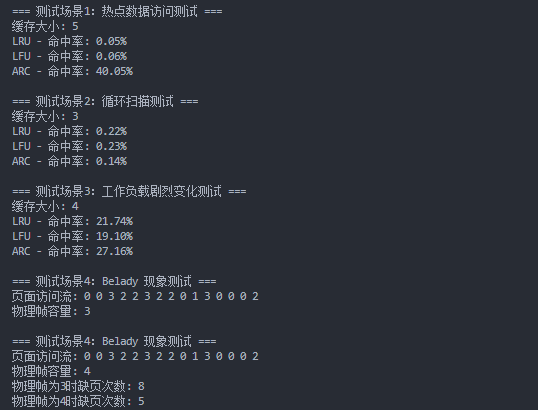 === 测试场景1: 热点数据访问测试 ===
缓存大小: 5
LRU - 命中率: 0.05%
LFU - 命中率: 0.06%
ARC - 命中率: 40.05%
=== 测试场景2: 循环扫描测试 ===
缓存大小: 3
LRU - 命中率: 0.22%
LFU - 命中率: 0.23%
ARC - 命中率: 0.14%
=== 测试场景3: 工作负载剧烈变化测试 ===
缓存大小: 4
LRU - 命中率: 21.74%
LFU - 命中率: 19.10%
ARC - 命中率: 27.16%
=== 测试场景4: Belady 现象测试 ===
页面访问流: 0 0 3 2 2 3 2 2 0 1 3 0 0 0 2
物理帧容量: 3
=== 测试场景4: Belady 现象测试 ===
页面访问流: 0 0 3 2 2 3 2 2 0 1 3 0 0 0 2
物理帧容量: 4
物理帧为3时缺页次数: 8
物理帧为4时缺页次数: 5